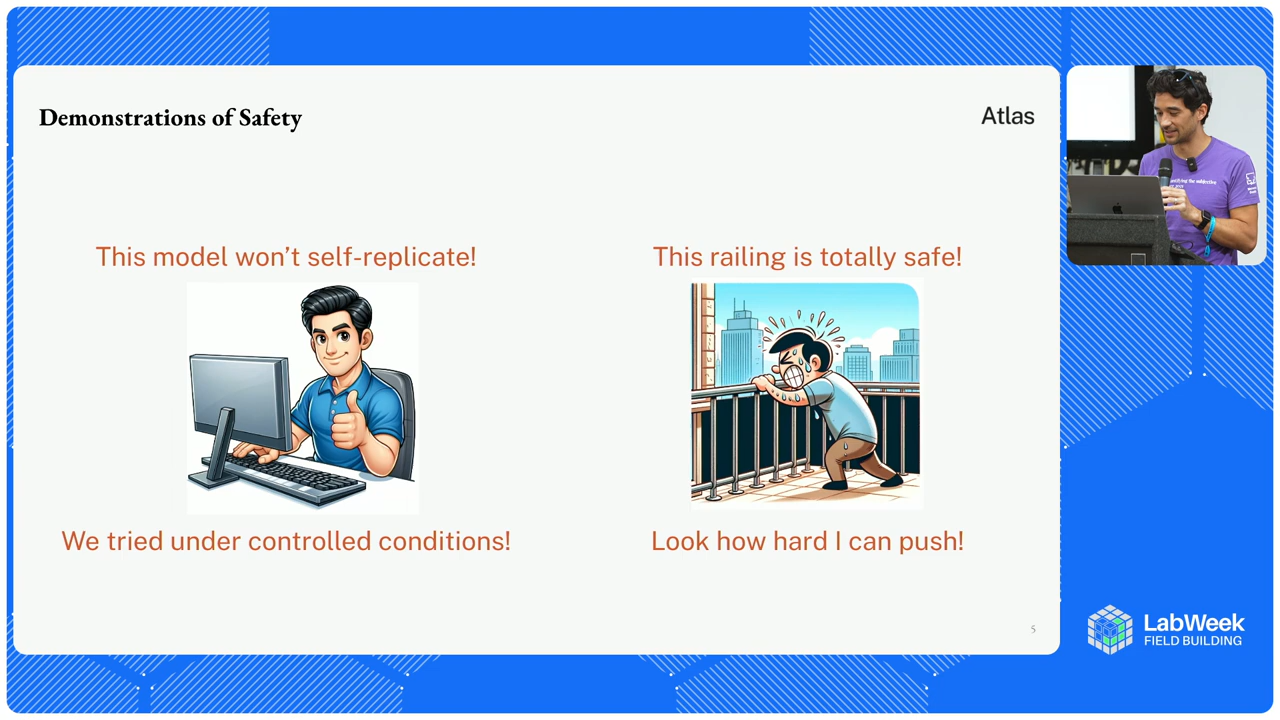 Demonstrations of Safety
Atlas
This model won’t self-replicate!
This railing is totally safe!
We tried under controlled conditions!
Look how hard I can push!
5
LabWeek
FIELD BUILDING